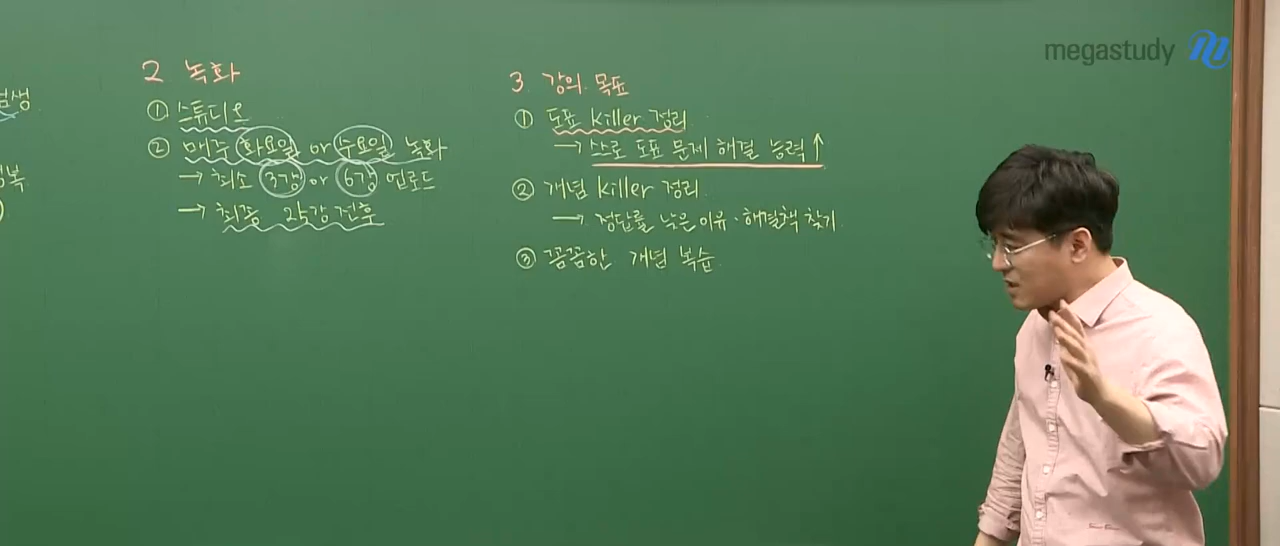 megastudy
험생
2 녹화
① 스튜디오
② 매주 화요일 or 수요일 녹화
→ 최소 3강 or 6강 업로드
→ 최종 25강 전후
3 강의 목표
① 도표 killer 정리
→ 스스로 도표 문제 해결 능력 ↑
② 개념 killer 정리
→ 정답률 낮은 이유·해결책 찾기
③ 꼼꼼한 개념 복습